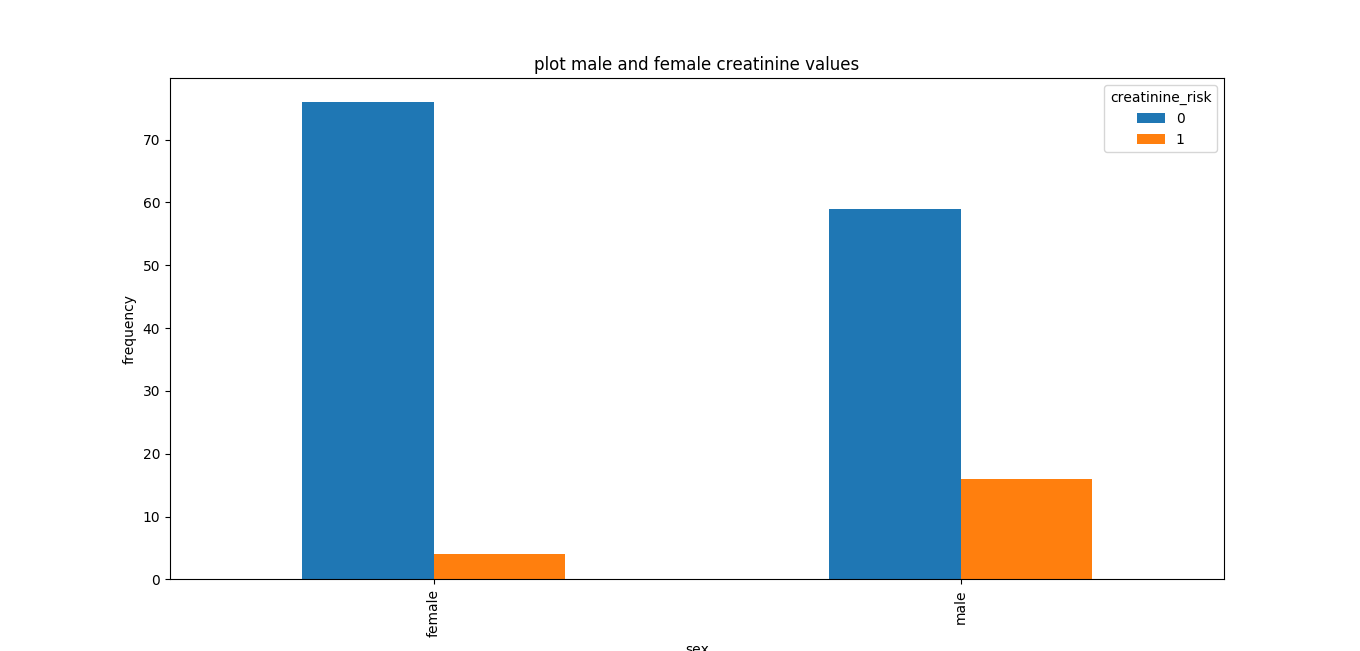 plot male and female creatinine values
creatinine_risk
0
1
70
60
50
40
30
20
10
0
frequency
female
male
sex